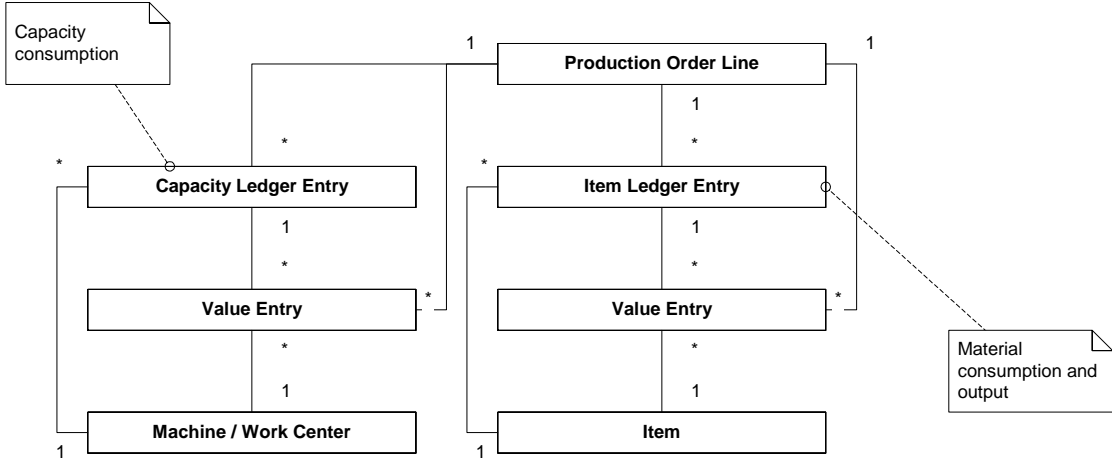 Capacity
consumption
1
1
Production Order Line
1
*
*
*
*
Capacity Ledger Entry
Item Ledger Entry
1
1
*
*
*
*
Value Entry
Value Entry
*
*
Material
consumption and
output
1
1
Machine / Work Center
Item
1
1